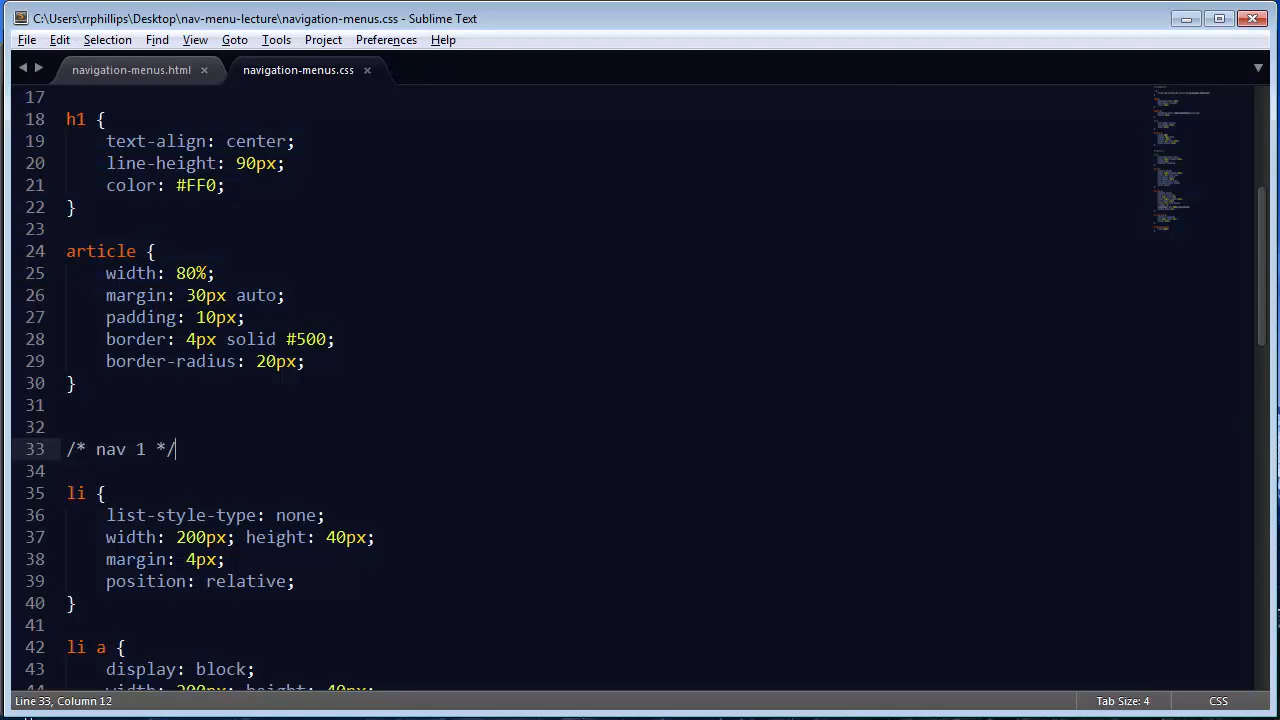 C:\Users\rrphillips\Desktop\nav-menu-lecture\navigation-menus.css - Sublime Text
File Edit Selection Find View Goto Tools Project Preferences Help
navigation-menus.html × navigation-menus.css ×
17
18 h1 {
19 text-align: center;
20 line-height: 90px;
21 color: #FF0;
22 }
23
24 article {
25 width: 80%;
26 margin: 30px auto;
27 padding: 10px;
28 border: 4px solid #500;
29 border-radius: 20px;
30 }
31
32
33 /* nav 1 */
34
35 li {
36 list-style-type: none;
37 width: 200px; height: 40px;
38 margin: 4px;
39 position: relative;
40 }
41
42 li a {
43 display: block;
44 width: 200px; height: 40px;
Line 33, Column 12 Tab Size: 4 CSS